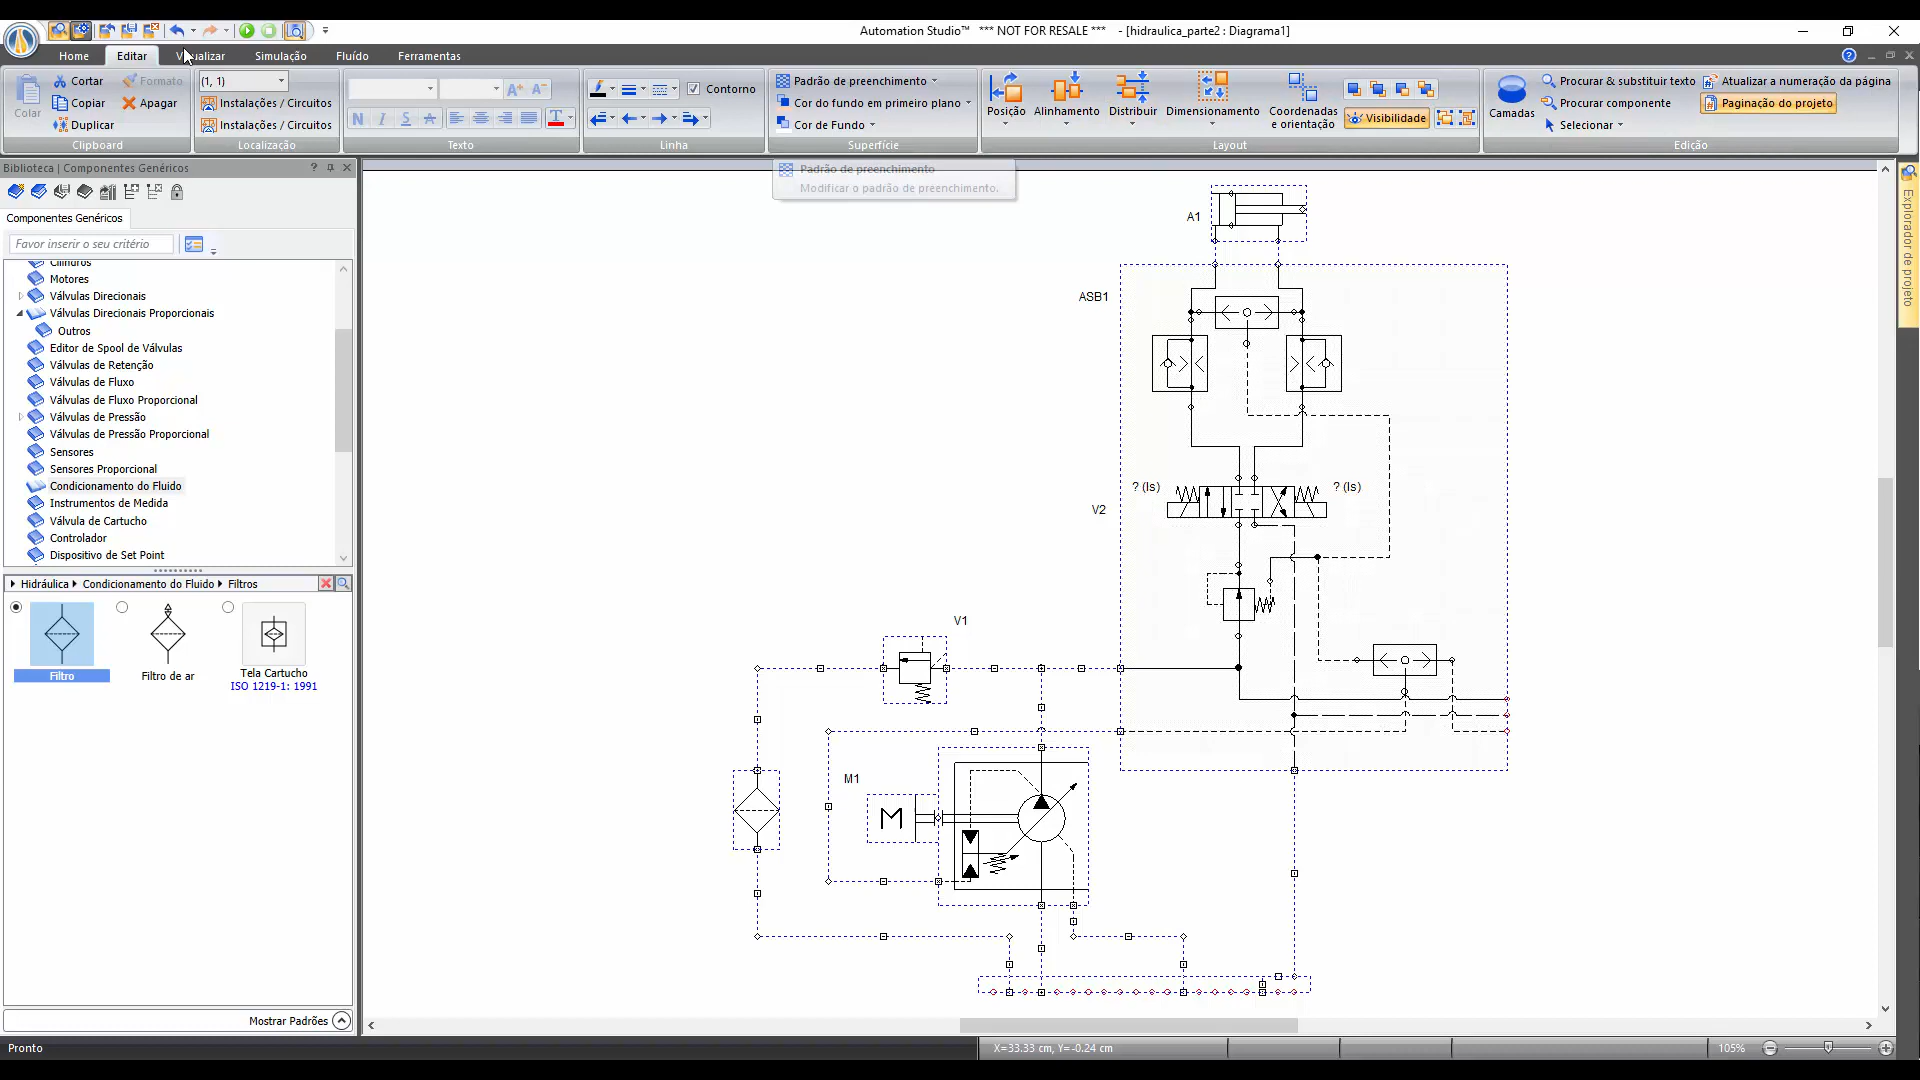 Automation Studio™ *** NOT FOR RESALE *** - [hidraulica_parte2 : Diagrama1]
Home Editar Visualizar Simulação Fluído Ferramentas
Cortar Formato (1, 1) Padrão de preenchimento Procurar & substituir texto Atualizar a numeração da página
Contorno
Colar Copiar Apagar Instalações / Circuitos Cor do fundo em primeiro plano Posição Alinhamento Distribuir Dimensionamento Coordenadas e orientação Camadas Procurar componente Paginação do projeto
Duplicar Instalações / Circuitos N I S A T Cor de Fundo Visibilidade Selecionar
Clipboard Localização Texto Linha Superfície Layout Edição
Biblioteca | Componentes Genéricos
Padrão de preenchimento
Modificar o padrão de preenchimento.
Componentes Genéricos
Favor inserir o seu critério
Cilindros
Motores
Válvulas Direcionais
Válvulas Direcionais Proporcionais
Outros
Editor de Spool de Válvulas
Válvulas de Retenção
Válvulas de Fluxo
Válvulas de Fluxo Proporcional
Válvulas de Pressão
Válvulas de Pressão Proporcional
Sensores
Sensores Proporcional
Condicionamento do Fluido
Instrumentos de Medida
Válvula de Cartucho
Controlador
Dispositivo de Set Point
Hidráulica Condicionamento do Fluido Filtros
Filtro
Filtro de ar
Tela Cartucho
ISO 1219-1: 1991
Mostrar Padrões
A1
ASB1
? (ls) ? (ls)
V2
V1
M1
M
Explorador de projeto
Pronto
X=33.33 cm, Y=-0.24 cm
105%